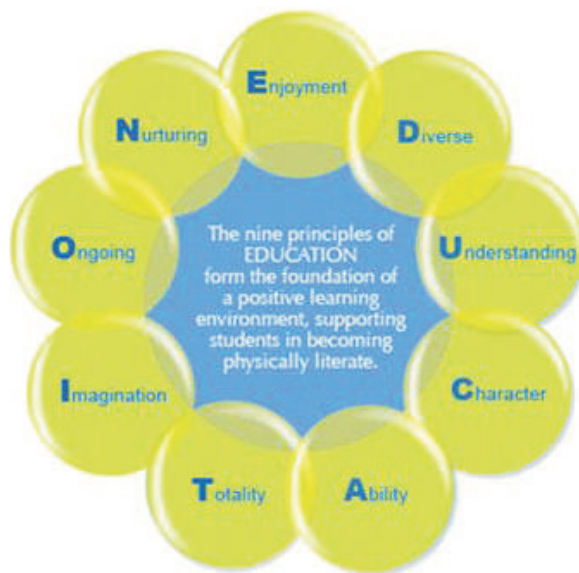 Enjoyment
Diverse
Understanding
Character
Ability
Totality
Imagination
Ongoing
Nurturing
The nine principles of
EDUCATION
form the foundation of
a positive learning
environment, supporting
students in becoming
physically literate.